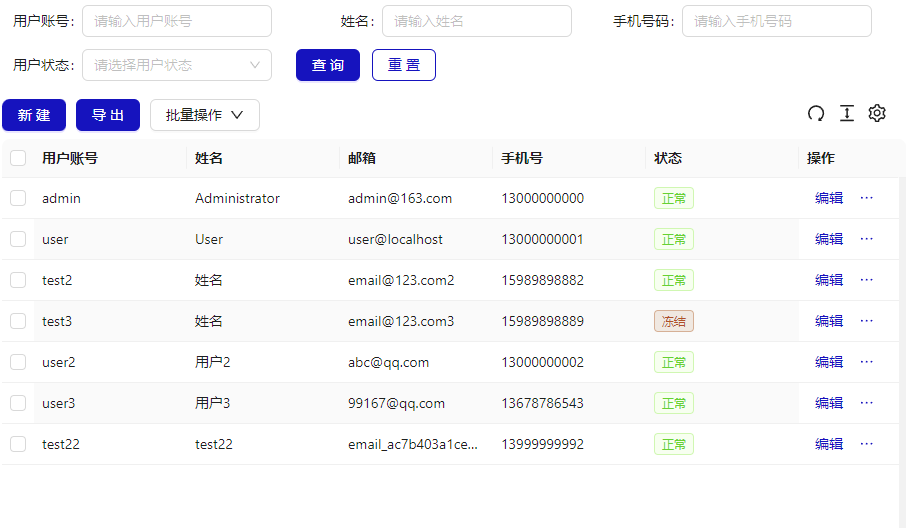 用户账号: 请输入用户账号 姓名: 请输入姓名 手机号码: 请输入手机号码
用户状态: 请选择用户状态 查 询 重 置
新 建 导 出 批量操作
用户账号 姓名 邮箱 手机号 状态 操作
admin Administrator admin@163.com 13000000000 正常 编辑 ···
user User user@localhost 13000000001 正常 编辑 ···
test2 姓名 email@123.com2 15989898882 正常 编辑 ···
test3 姓名 email@123.com3 15989898889 冻结 编辑 ···
user2 用户2 abc@qq.com 13000000002 正常 编辑 ···
user3 用户3 99167@qq.com 13678786543 正常 编辑 ···
test22 test22 email_ac7b403a1ce... 13999999992 正常 编辑 ···